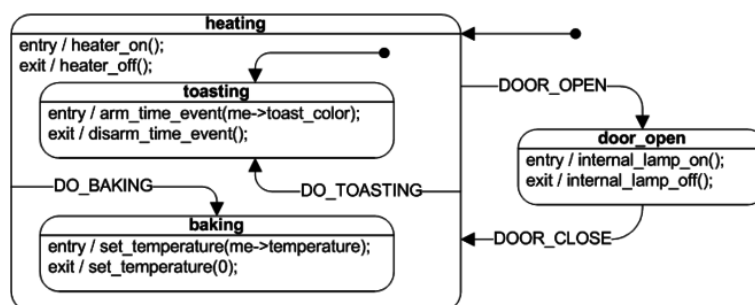 heating
entry / heater_on();
exit / heater_off();
toasting
entry / arm_time_event(me->toast_color);
exit / disarm_time_event();
DO_BAKING
DO_TOASTING
baking
entry / set_temperature(me->temperature);
exit / set_temperature(0);
DOOR_OPEN
door_open
entry / internal_lamp_on();
exit / internal_lamp_off();
DOOR_CLOSE